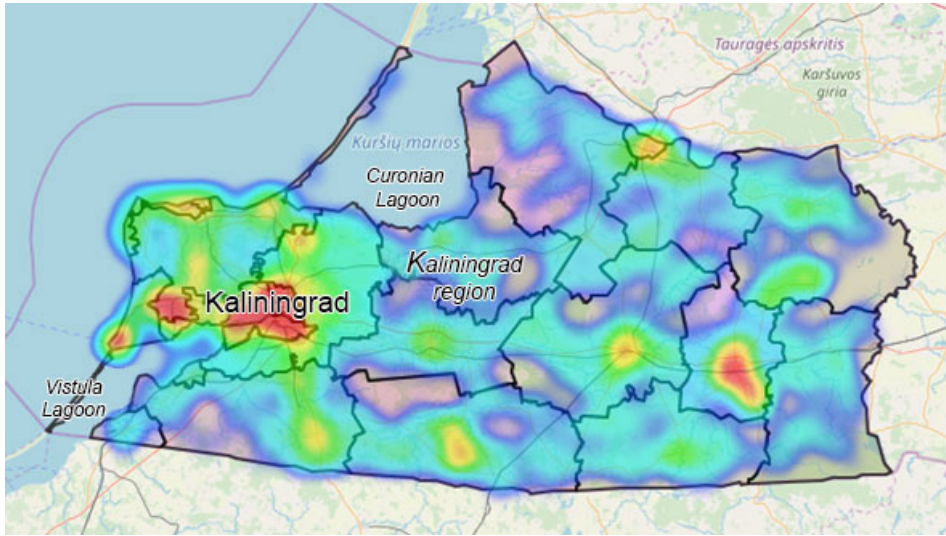 Tauragės apskritis
Karšuvos
giria
Kuršių marios
Curonian
Lagoon
Kaliningrad
region
Kaliningrad
Vistula
Lagoon